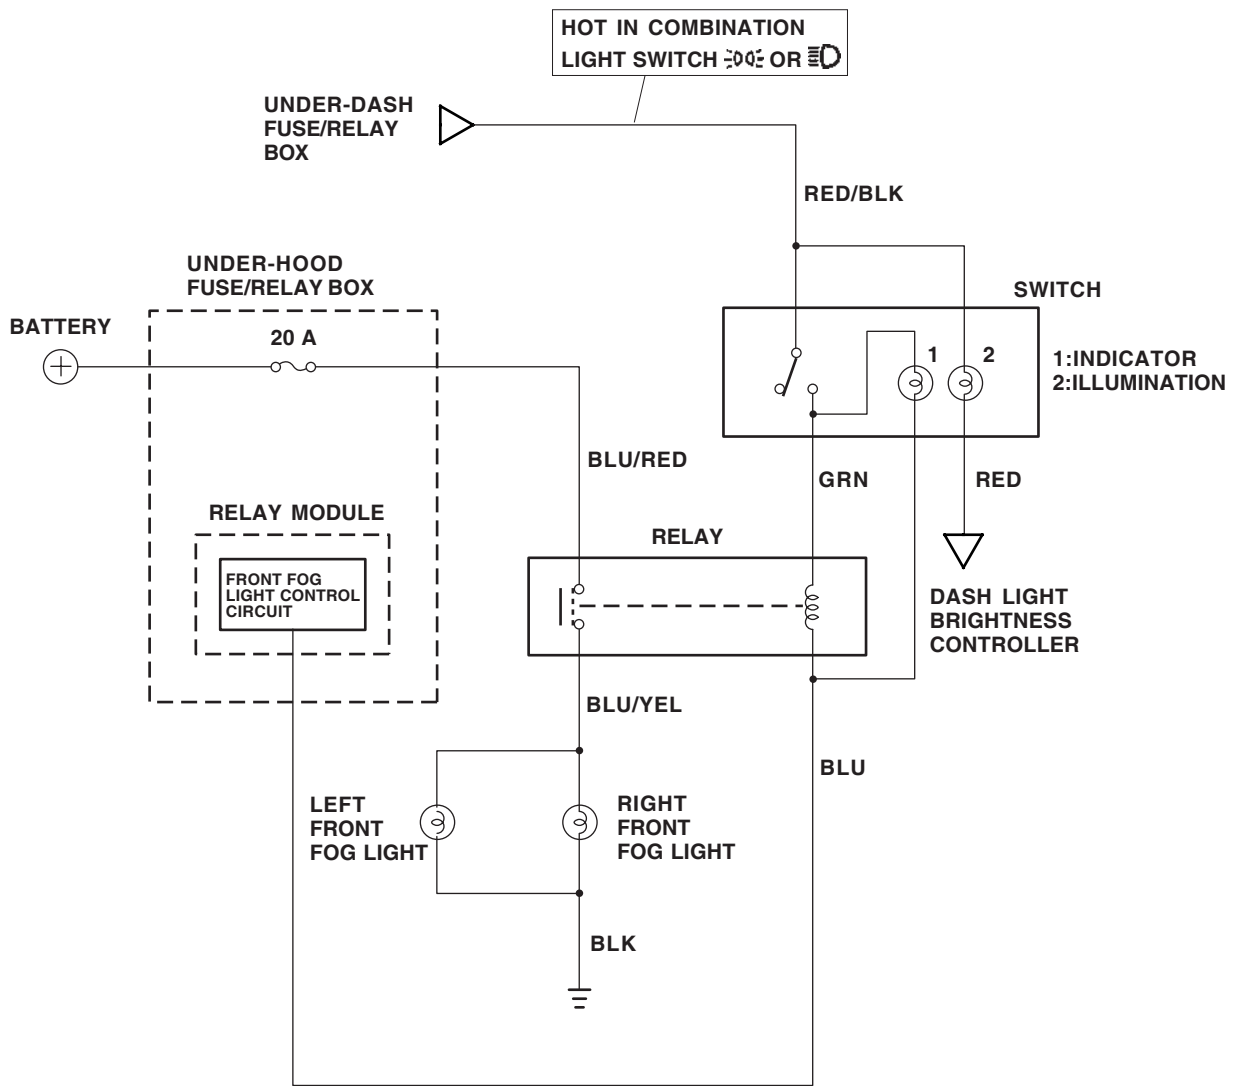 HOT IN COMBINATION
LIGHT SWITCH OR
UNDER-DASH
FUSE/RELAY
BOX
RED/BLK
UNDER-HOOD
FUSE/RELAY BOX
SWITCH
BATTERY
20 A
1
2
1:INDICATOR
2:ILLUMINATION
BLU/RED
GRN
RED
RELAY MODULE
RELAY
FRONT FOG
LIGHT CONTROL
CIRCUIT
DASH LIGHT
BRIGHTNESS
CONTROLLER
BLU/YEL
BLU
LEFT
FRONT
FOG LIGHT
RIGHT
FRONT
FOG LIGHT
BLK